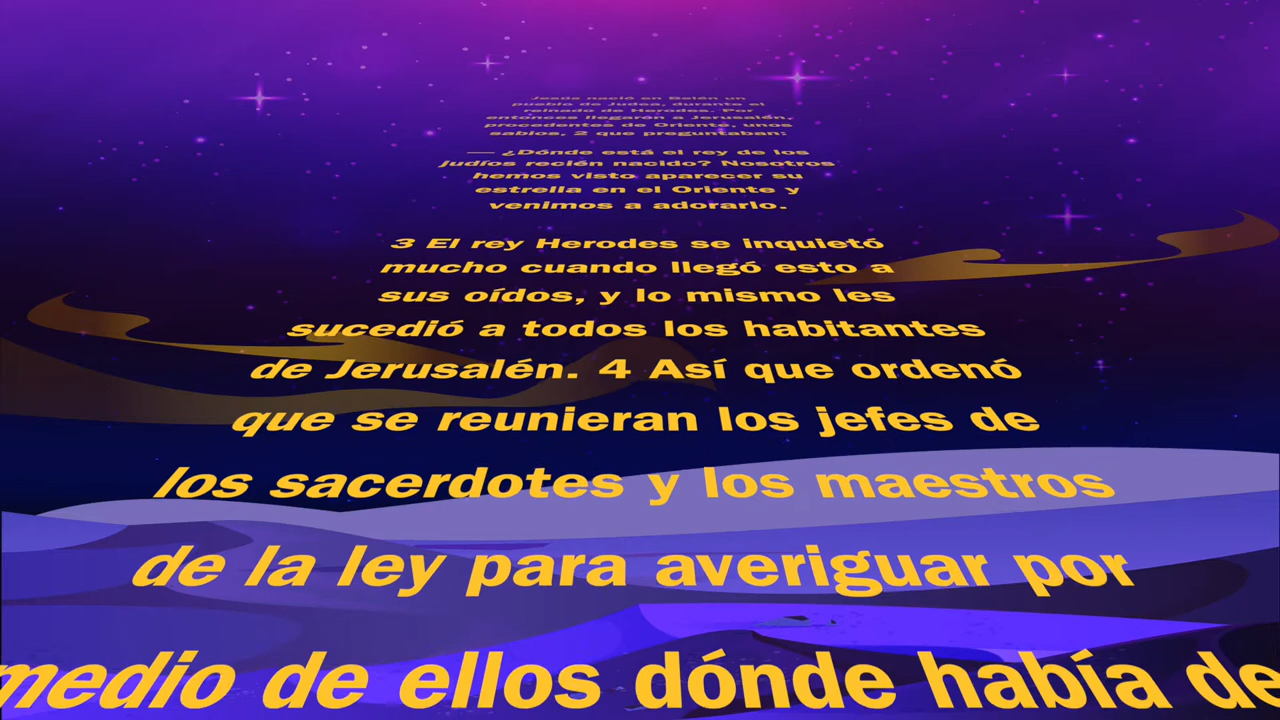 Jesús nació en Belén un
pueblo de Judea, durante el
reinado de Herodes. Por
entonces llegarón a Jerusalén,
procedentes de Oriente, unos
sabios, 2 que preguntaban:
— ¿Dónde está el rey de los
judíos recién nacido? Nosotros
hemos visto aparecer su
estrella en el Oriente y
venimos a adorarlo.
3 El rey Herodes se inquietó
mucho cuando llegó esto a
sus oídos, y lo mismo les
sucedió a todos los habitantes
de Jerusalén. 4 Así que ordenó
que se reunieran los jefes de
los sacerdotes y los maestros
de la ley para averiguar por
medio de ellos dónde había de